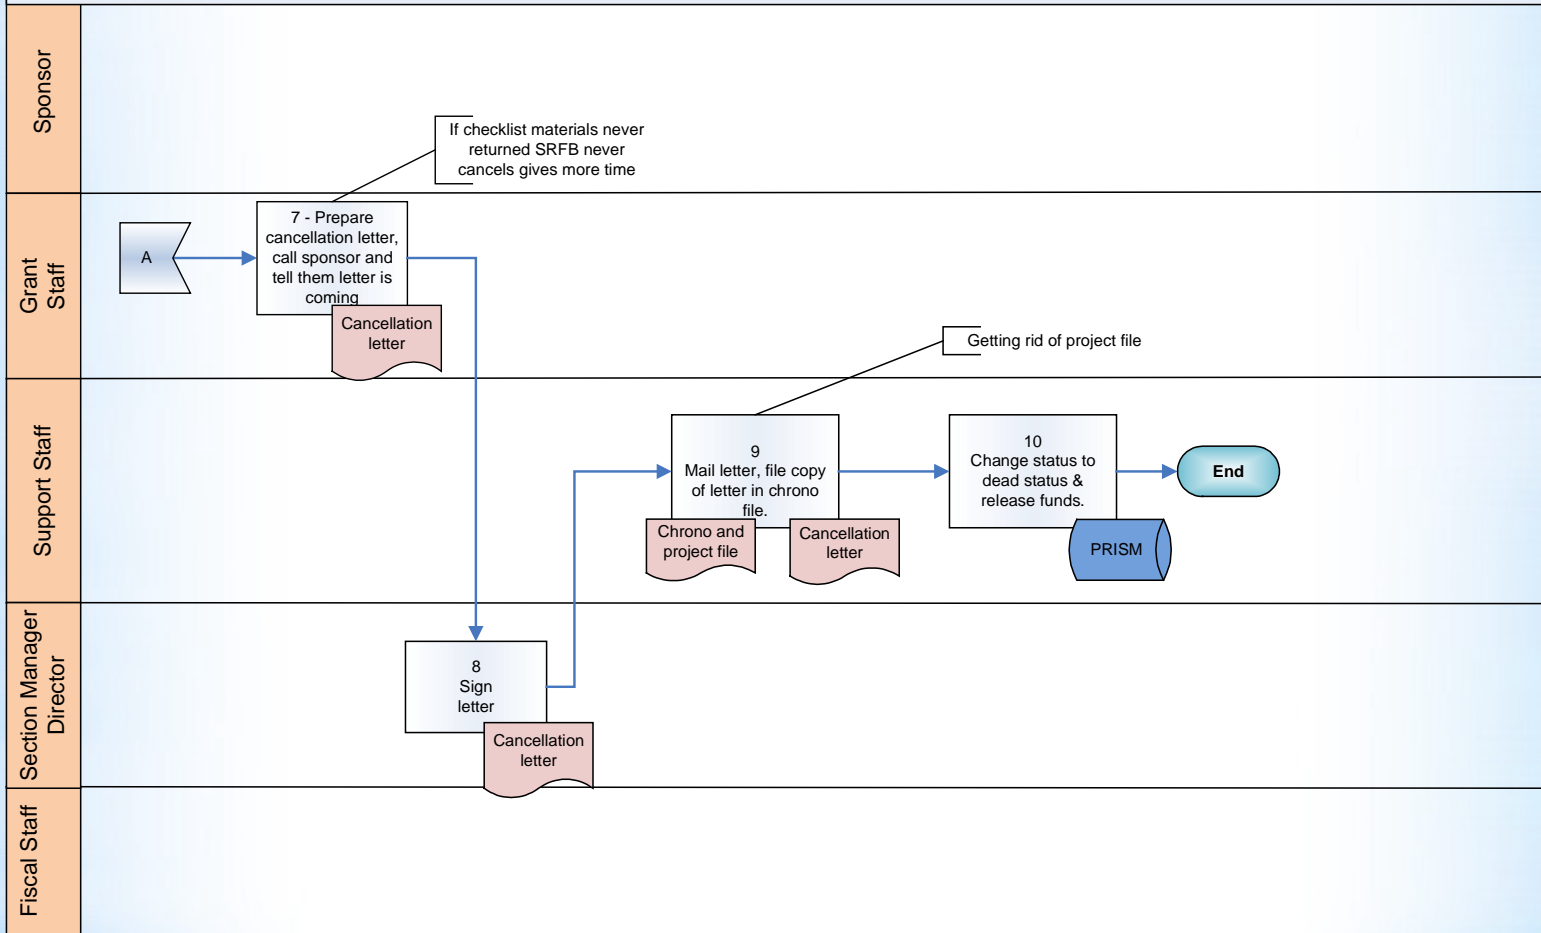 Sponsor
If checklist materials never
returned SRFB never
cancels gives more time
Grant
Staff
A
7 - Prepare
cancellation letter,
call sponsor and
tell them letter is
coming
Cancellation
letter
Getting rid of project file
Support Staff
9
Mail letter, file copy
of letter in chrono
file.
Chrono and
project file
Cancellation
letter
10
Change status to
dead status &
release funds.
PRISM
End
Section Manager
Director
8
Sign
letter
Cancellation
letter
Fiscal Staff